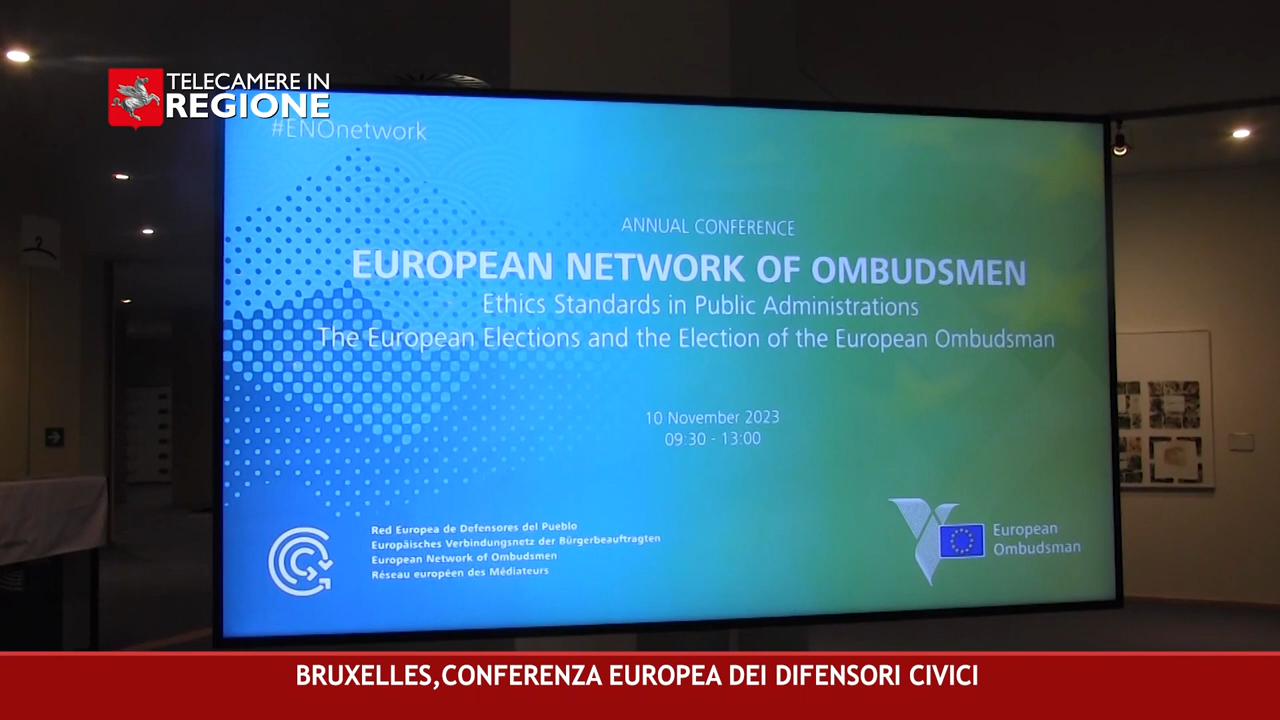 TELECAMERE IN
REGIONE
#ENOnetwork
ANNUAL CONFERENCE
EUROPEAN NETWORK OF OMBUDSMEN
Ethics Standards in Public Administrations
The European Elections and the Election of the European Ombudsman
10 November 2023
09:30 - 13:00
Red Europea de Defensores del Pueblo
Europäisches Verbindungsnetz der Bürgerbeauftragten
European Network of Ombudsmen
Réseau européen des Médiateurs
European
Ombudsman
BRUXELLES,CONFERENZA EUROPEA DEI DIFENSORI CIVICI